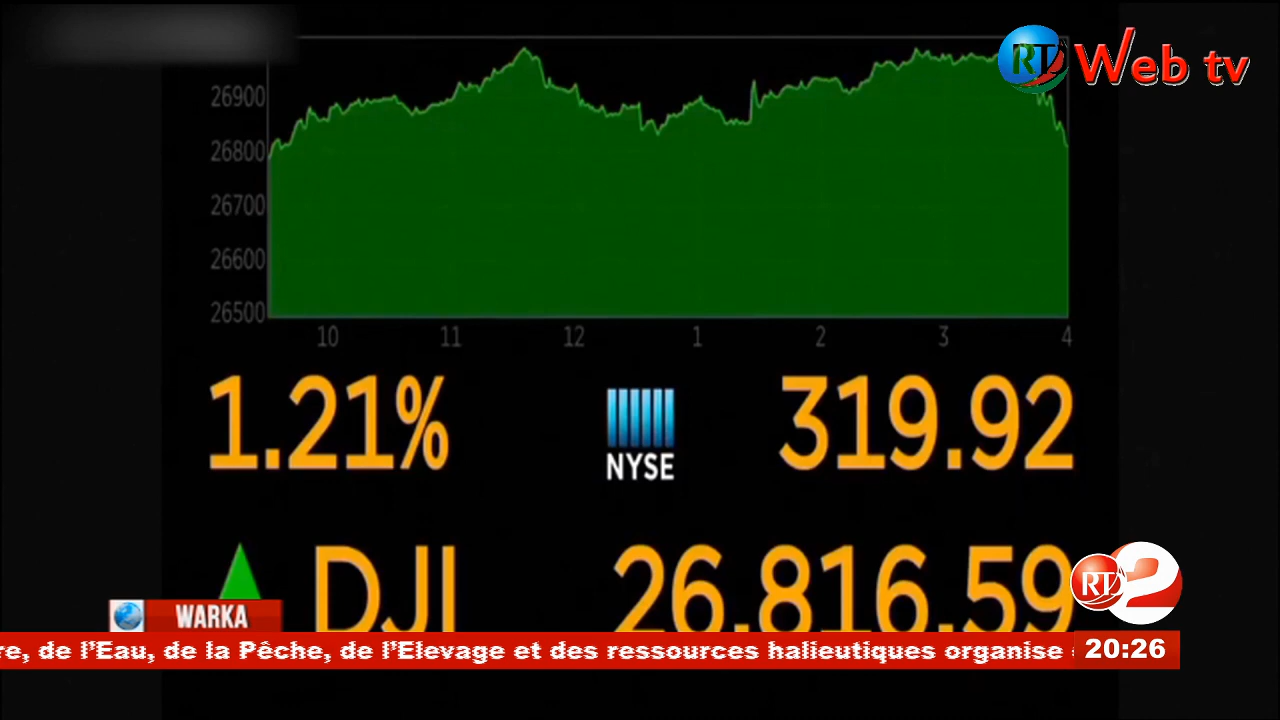 RTD Web tv
26900
26800
26700
26600
26500
10 11 12 1 2 3 4
1.21% NYSE 319.92
DJI 26,816.59
RTD 2
WARKA
re, de l'Eau, de la Pêche, de l'Elevage et des ressources halieutiques organise
20:26